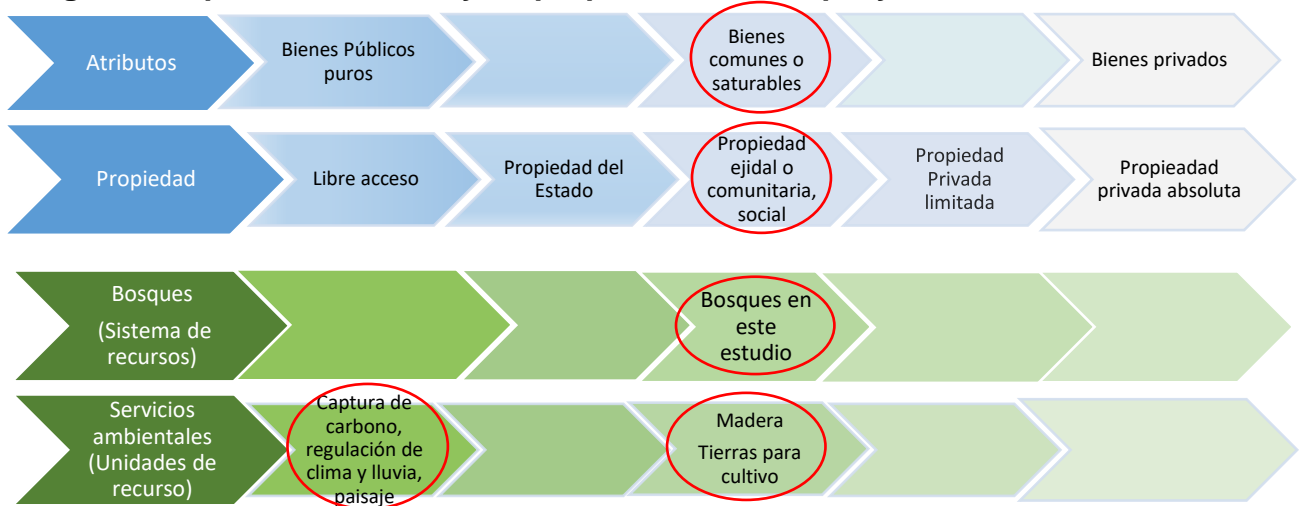 Atributos
Bienes Públicos
puros
Bienes
comunes o
saturables
Bienes privados
Propiedad
Libre acceso
Propiedad del
Estado
Propiedad
ejidal o
comunitaria,
social
Propiedad
Privada
limitada
Propieadad
privada absoluta
Bosques
(Sistema de
recursos)
Bosques en
este
estudio
Servicios
ambientales
(Unidades de
recurso)
Captura de
carbono,
regulación de
clima y lluvia,
paisaje
Madera
Tierras para
cultivo